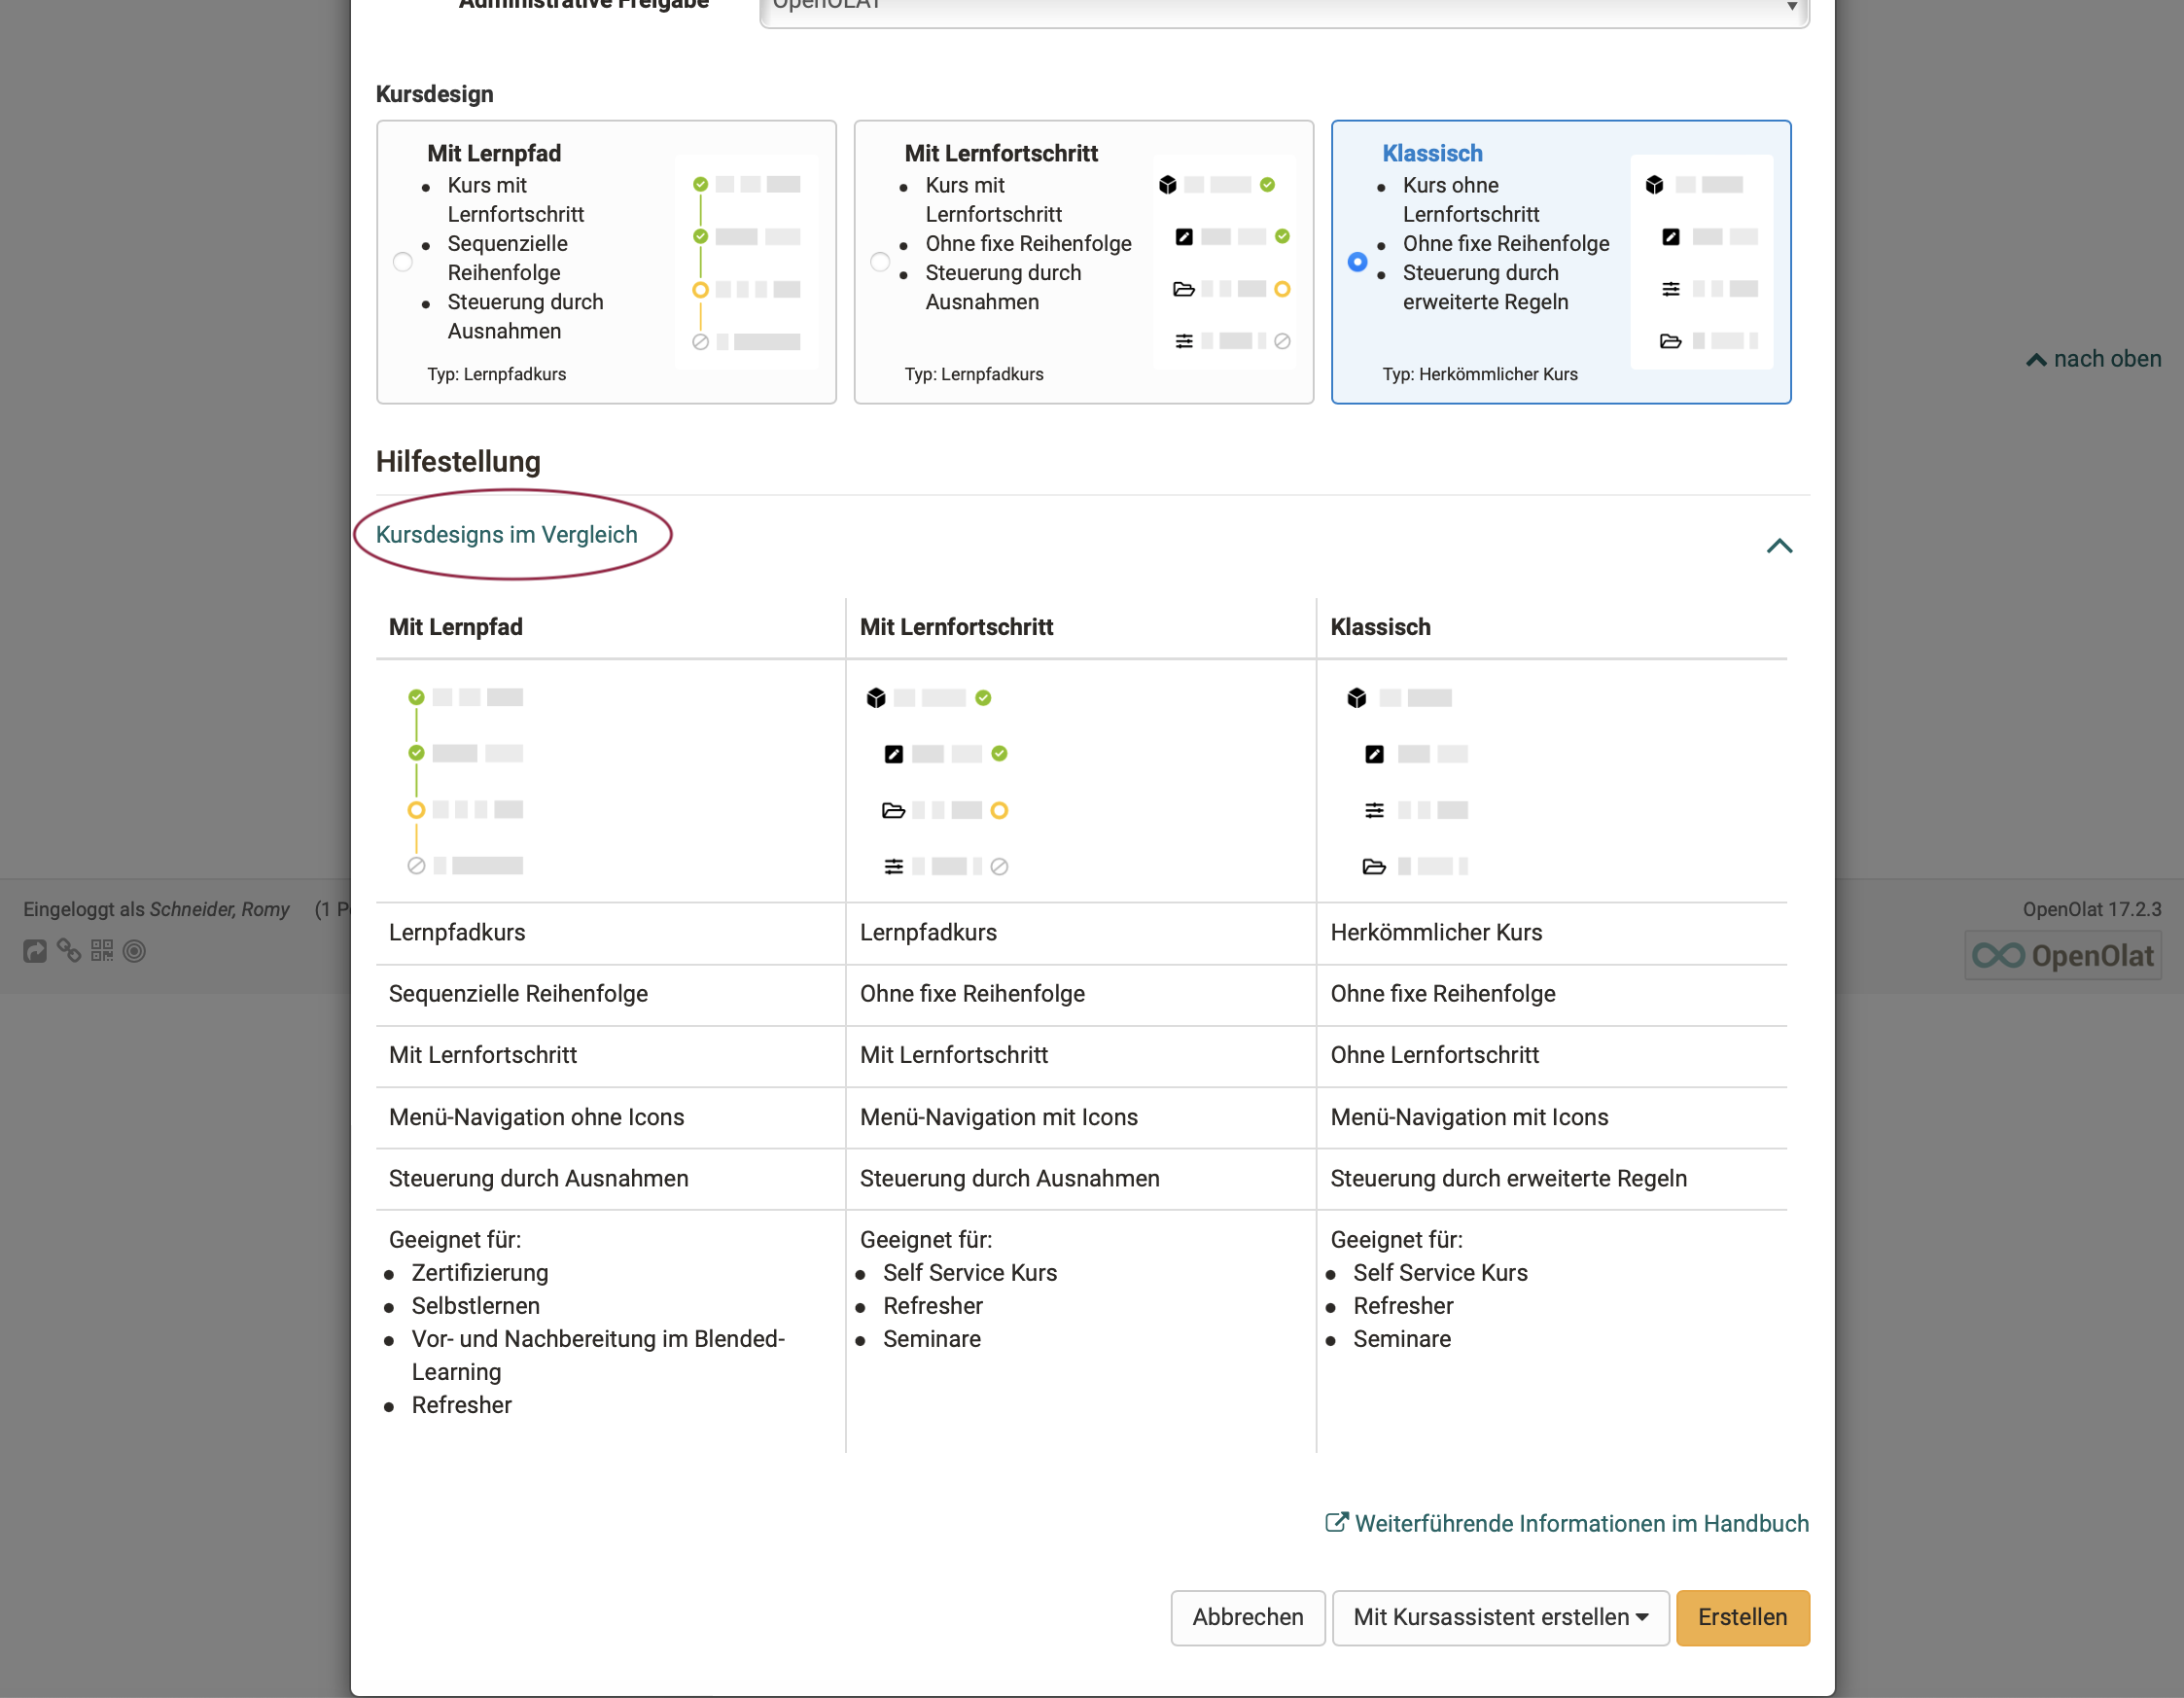 Administrative Freigabe
OpenOLAT
Kursdesign
Mit Lernpfad
Kurs mit
Lernfortschritt
Sequenzielle
Reihenfolge
Steuerung durch
Ausnahmen
Typ: Lernpfadkurs
Mit Lernfortschritt
Kurs mit
Lernfortschritt
Ohne fixe Reihenfolge
Steuerung durch
Ausnahmen
Typ: Lernpfadkurs
Klassisch
Kurs ohne
Lernfortschritt
Ohne fixe Reihenfolge
Steuerung durch
erweiterte Regeln
Typ: Herkömmlicher Kurs
nach oben
Hilfestellung
Kursdesigns im Vergleich
Mit Lernpfad
Mit Lernfortschritt
Klassisch
Lernpfadkurs
Lernpfadkurs
Herkömmlicher Kurs
Sequenzielle Reihenfolge
Ohne fixe Reihenfolge
Ohne fixe Reihenfolge
Mit Lernfortschritt
Mit Lernfortschritt
Ohne Lernfortschritt
Menü-Navigation ohne Icons
Menü-Navigation mit Icons
Menü-Navigation mit Icons
Steuerung durch Ausnahmen
Steuerung durch Ausnahmen
Steuerung durch erweiterte Regeln
Geeignet für:
Zertifizierung
Selbstlernen
Vor- und Nachbereitung im Blended-
Learning
Refresher
Geeignet für:
Self Service Kurs
Refresher
Seminare
Geeignet für:
Self Service Kurs
Refresher
Seminare
Eingeloggt als Schneider, Romy (1 P
OpenOlat 17.2.3
OpenOlat
Weiterführende Informationen im Handbuch
Abbrechen
Mit Kursassistent erstellen
Erstellen